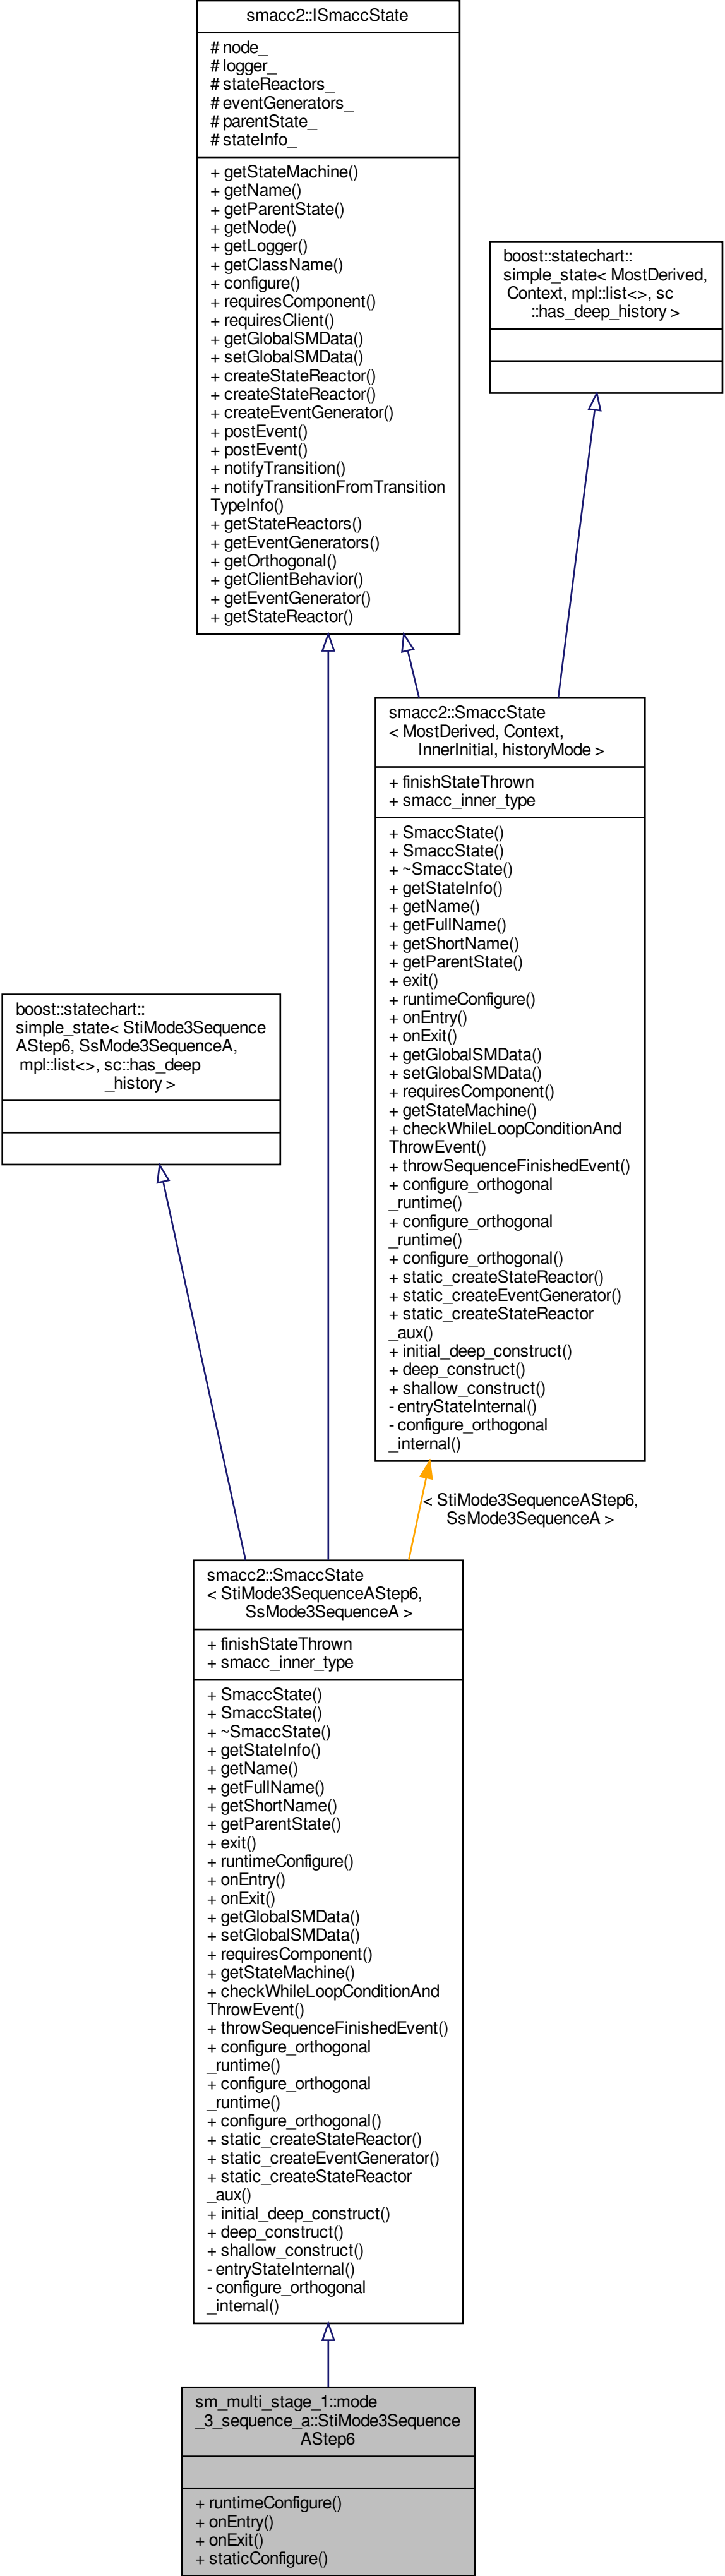 smacc2::ISmaccState
# node_
# logger_
# stateReactors_
# eventGenerators_
# parentState_
# stateInfo_
+ getStateMachine()
+ getName()
+ getParentState()
+ getNode()
+ getLogger()
+ getClassName()
+ configure()
+ requiresComponent()
+ requiresClient()
+ getGlobalSMData()
+ setGlobalSMData()
+ createStateReactor()
+ createStateReactor()
+ createEventGenerator()
+ postEvent()
+ postEvent()
+ notifyTransition()
+ notifyTransitionFromTransition
TypeInfo()
+ getStateReactors()
+ getEventGenerators()
+ getOrthogonal()
+ getClientBehavior()
+ getEventGenerator()
+ getStateReactor()
boost::statechart::
simple_state< MostDerived,
Context, mpl::list<>, sc
::has_deep_history >
smacc2::SmaccState
< MostDerived, Context,
InnerInitial, historyMode >
+ finishStateThrown
+ smacc_inner_type
+ SmaccState()
+ SmaccState()
+ ~SmaccState()
+ getStateInfo()
+ getName()
+ getFullName()
+ getShortName()
+ getParentState()
+ exit()
+ runtimeConfigure()
+ onEntry()
+ onExit()
+ getGlobalSMData()
+ setGlobalSMData()
+ requiresComponent()
+ getStateMachine()
+ checkWhileLoopConditionAnd
ThrowEvent()
+ throwSequenceFinishedEvent()
+ configure_orthogonal
_runtime()
+ configure_orthogonal
_runtime()
+ configure_orthogonal()
+ static_createStateReactor()
+ static_createEventGenerator()
+ static_createStateReactor
_aux()
+ initial_deep_construct()
+ deep_construct()
+ shallow_construct()
- entryStateInternal()
- configure_orthogonal
_internal()
boost::statechart::
simple_state< StiMode3Sequence
AStep6, SsMode3SequenceA,
mpl::list<>, sc::has_deep
_history >
< StiMode3SequenceAStep6,
SsMode3SequenceA >
smacc2::SmaccState
< StiMode3SequenceAStep6,
SsMode3SequenceA >
+ finishStateThrown
+ smacc_inner_type
+ SmaccState()
+ SmaccState()
+ ~SmaccState()
+ getStateInfo()
+ getName()
+ getFullName()
+ getShortName()
+ getParentState()
+ exit()
+ runtimeConfigure()
+ onEntry()
+ onExit()
+ getGlobalSMData()
+ setGlobalSMData()
+ requiresComponent()
+ getStateMachine()
+ checkWhileLoopConditionAnd
ThrowEvent()
+ throwSequenceFinishedEvent()
+ configure_orthogonal
_runtime()
+ configure_orthogonal
_runtime()
+ configure_orthogonal()
+ static_createStateReactor()
+ static_createEventGenerator()
+ static_createStateReactor
_aux()
+ initial_deep_construct()
+ deep_construct()
+ shallow_construct()
- entryStateInternal()
- configure_orthogonal
_internal()
sm_multi_stage_1::mode
_3_sequence_a::StiMode3Sequence
AStep6
+ runtimeConfigure()
+ onEntry()
+ onExit()
+ staticConfigure()